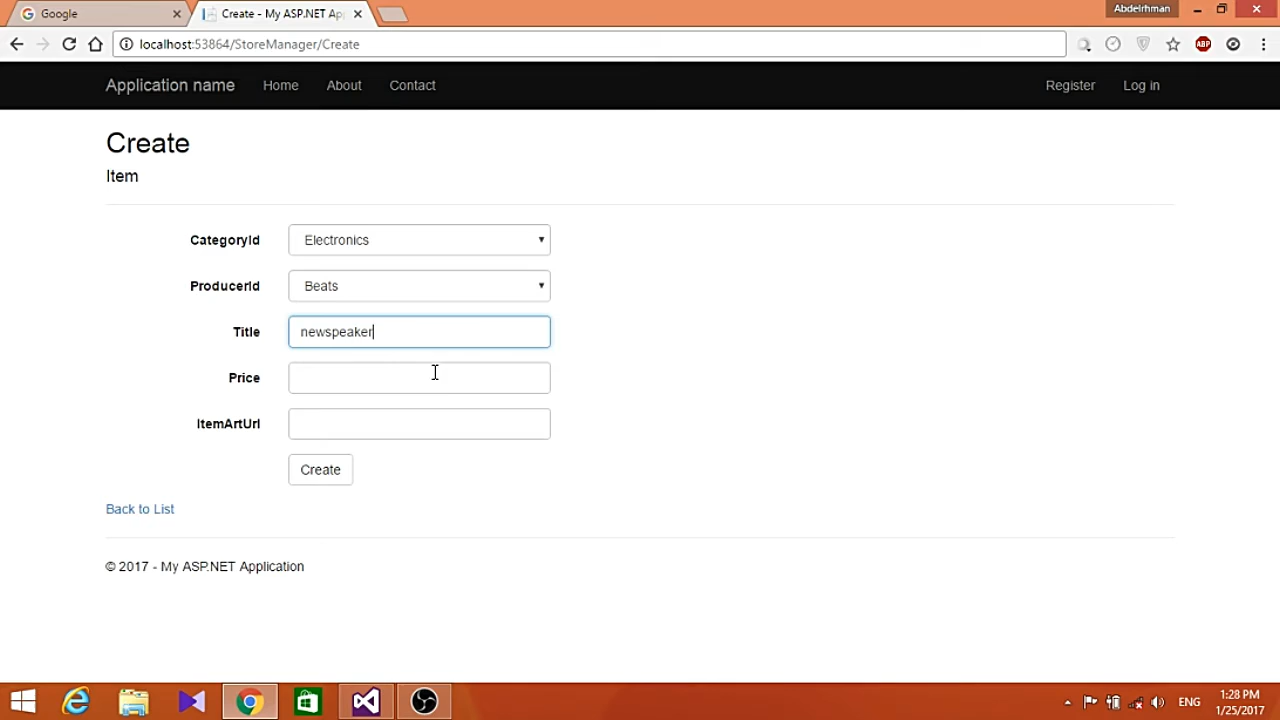 Google
Create - My ASP.NET Ap
Abdelrhman
localhost:53864/StoreManager/Create
ABP
Application name
Home
About
Contact
Register
Log in
Create
Item
CategoryId
Electronics
ProducerId
Beats
Title
newspeaker
Price
ItemArtUrl
Create
Back to List
© 2017 - My ASP.NET Application
ENG
1:28 PM
1/25/2017